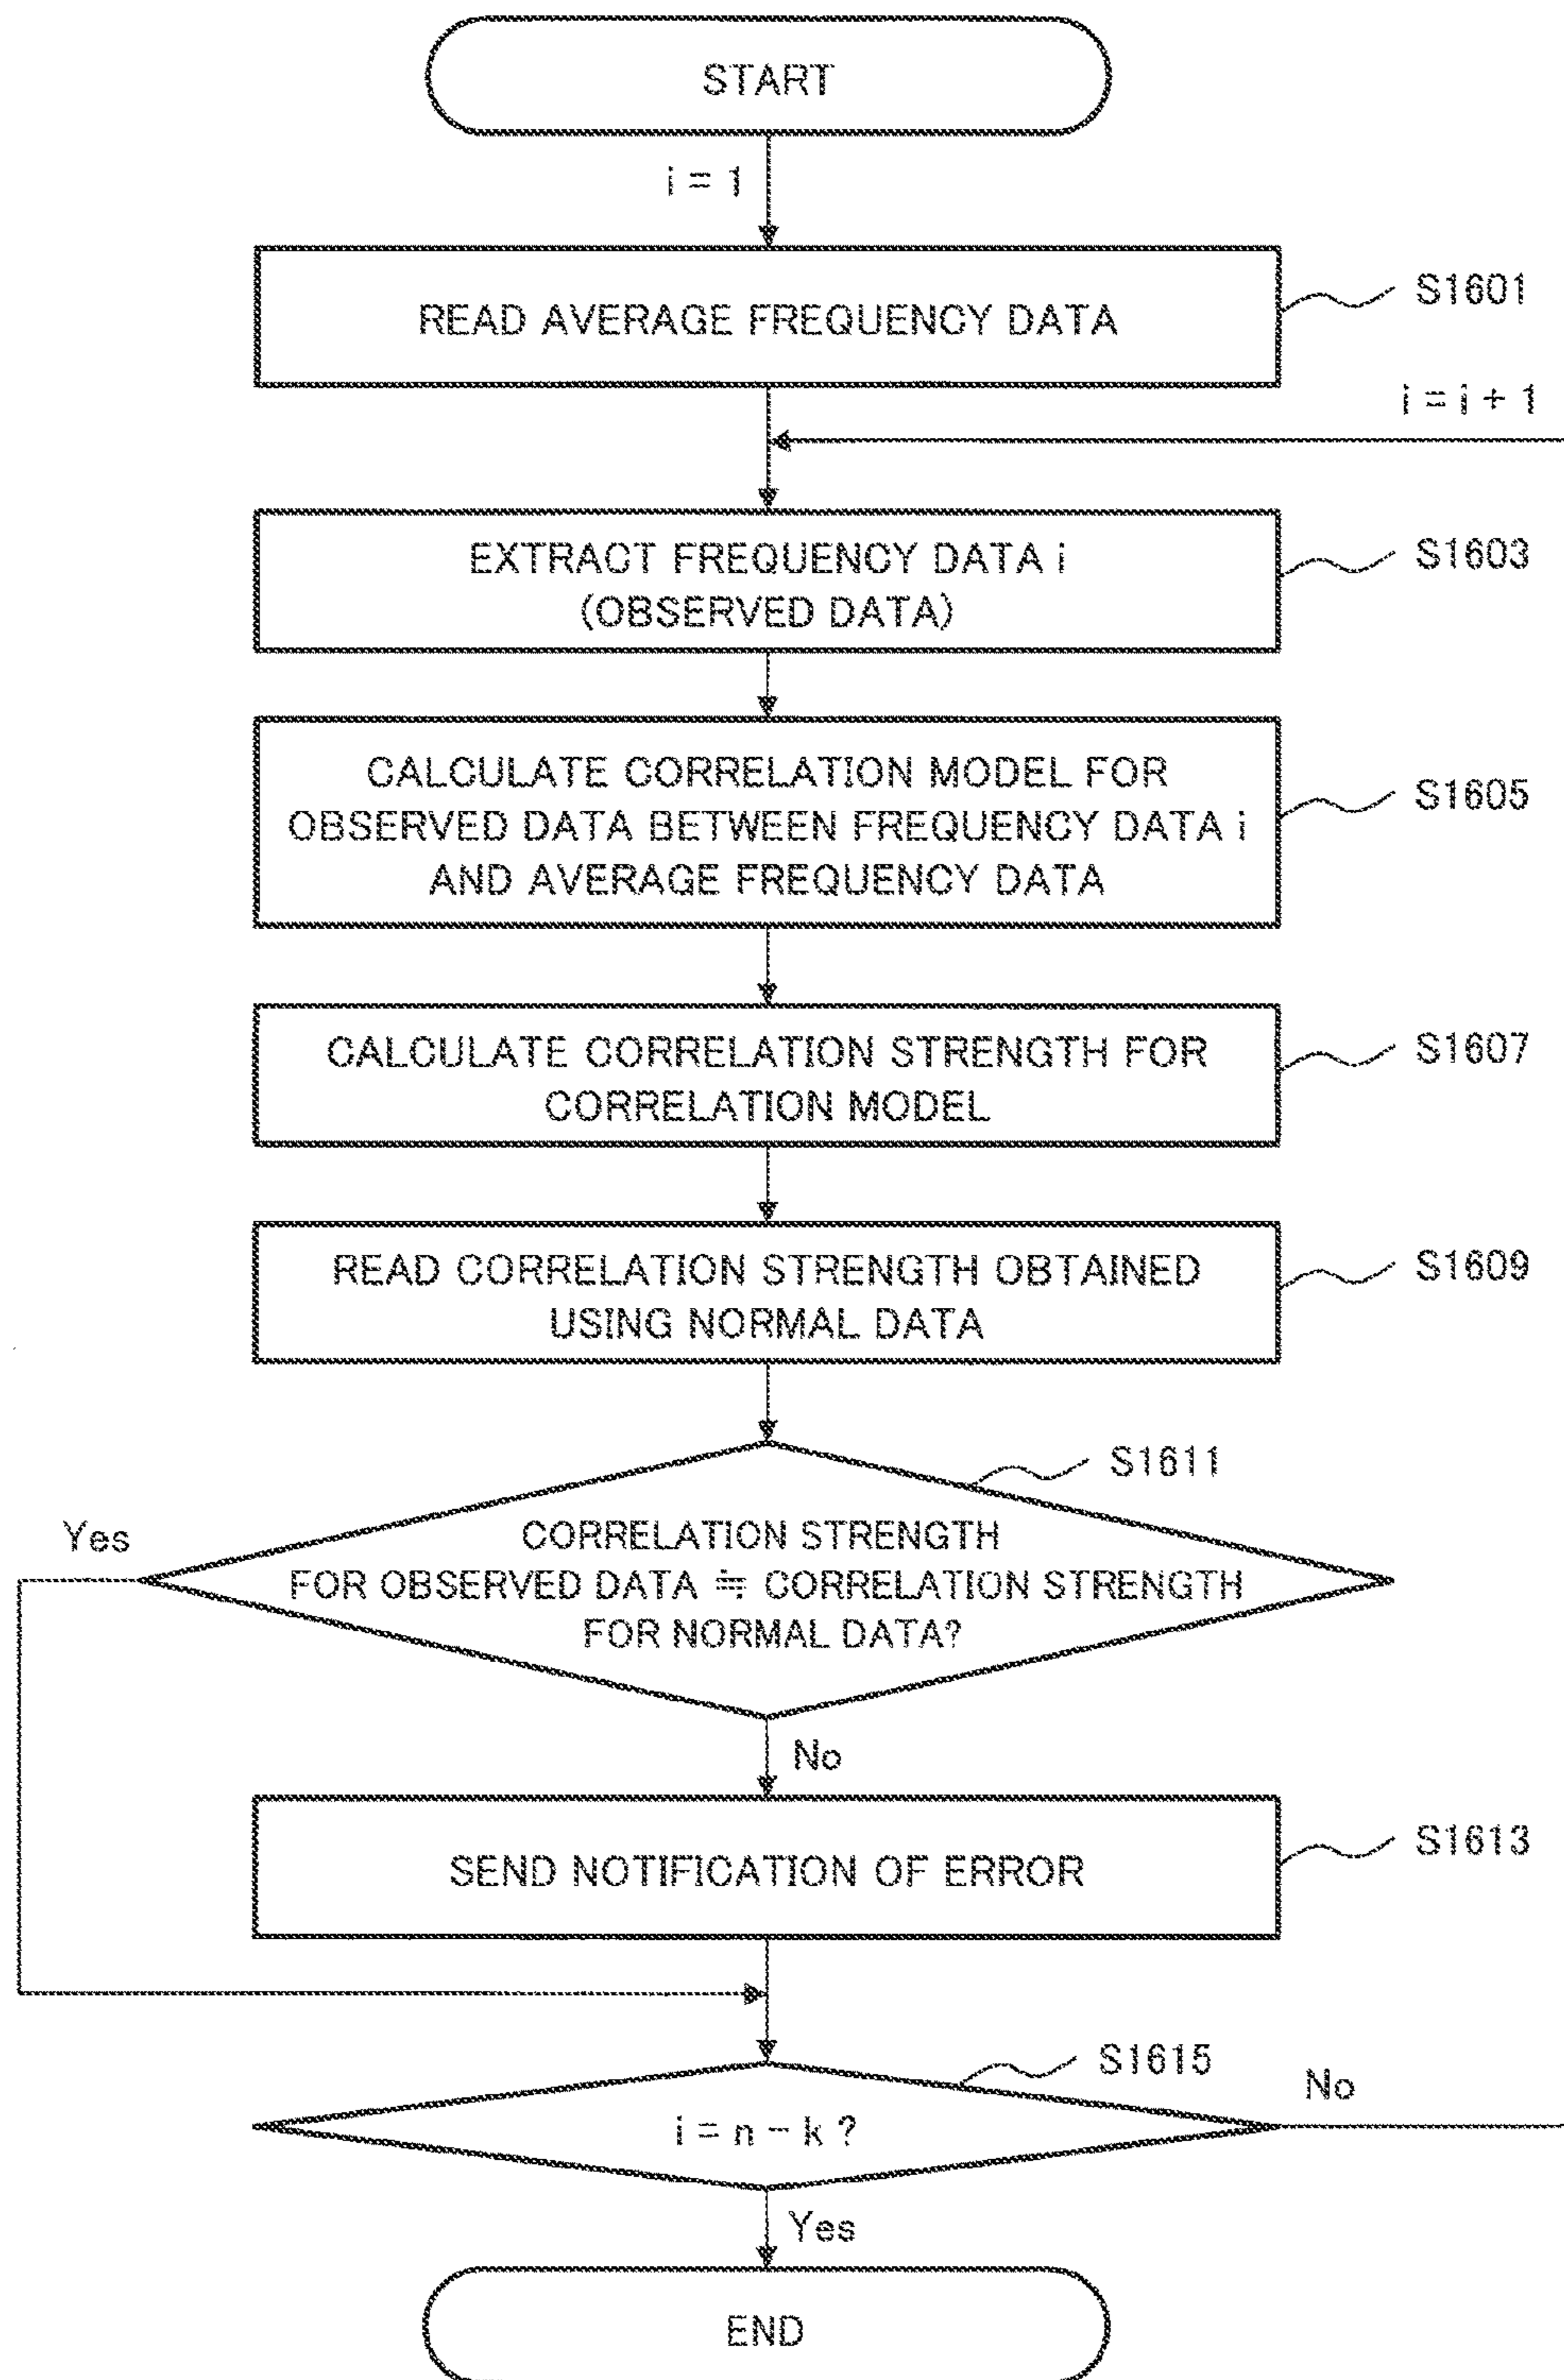 START
i = 1
READ AVERAGE FREQUENCY DATA
S1601
i = i + 1
EXTRACT FREQUENCY DATA i
(OBSERVED DATA)
S1603
CALCULATE CORRELATION MODEL FOR
OBSERVED DATA BETWEEN FREQUENCY DATA i
AND AVERAGE FREQUENCY DATA
S1605
CALCULATE CORRELATION STRENGTH FOR
CORRELATION MODEL
S1607
READ CORRELATION STRENGTH OBTAINED
USING NORMAL DATA
S1609
S1611
Yes
CORRELATION STRENGTH
FOR OBSERVED DATA ≒ CORRELATION STRENGTH
FOR NORMAL DATA?
No
SEND NOTIFICATION OF ERROR
S1613
S1615
No
i = n − k ?
Yes
END